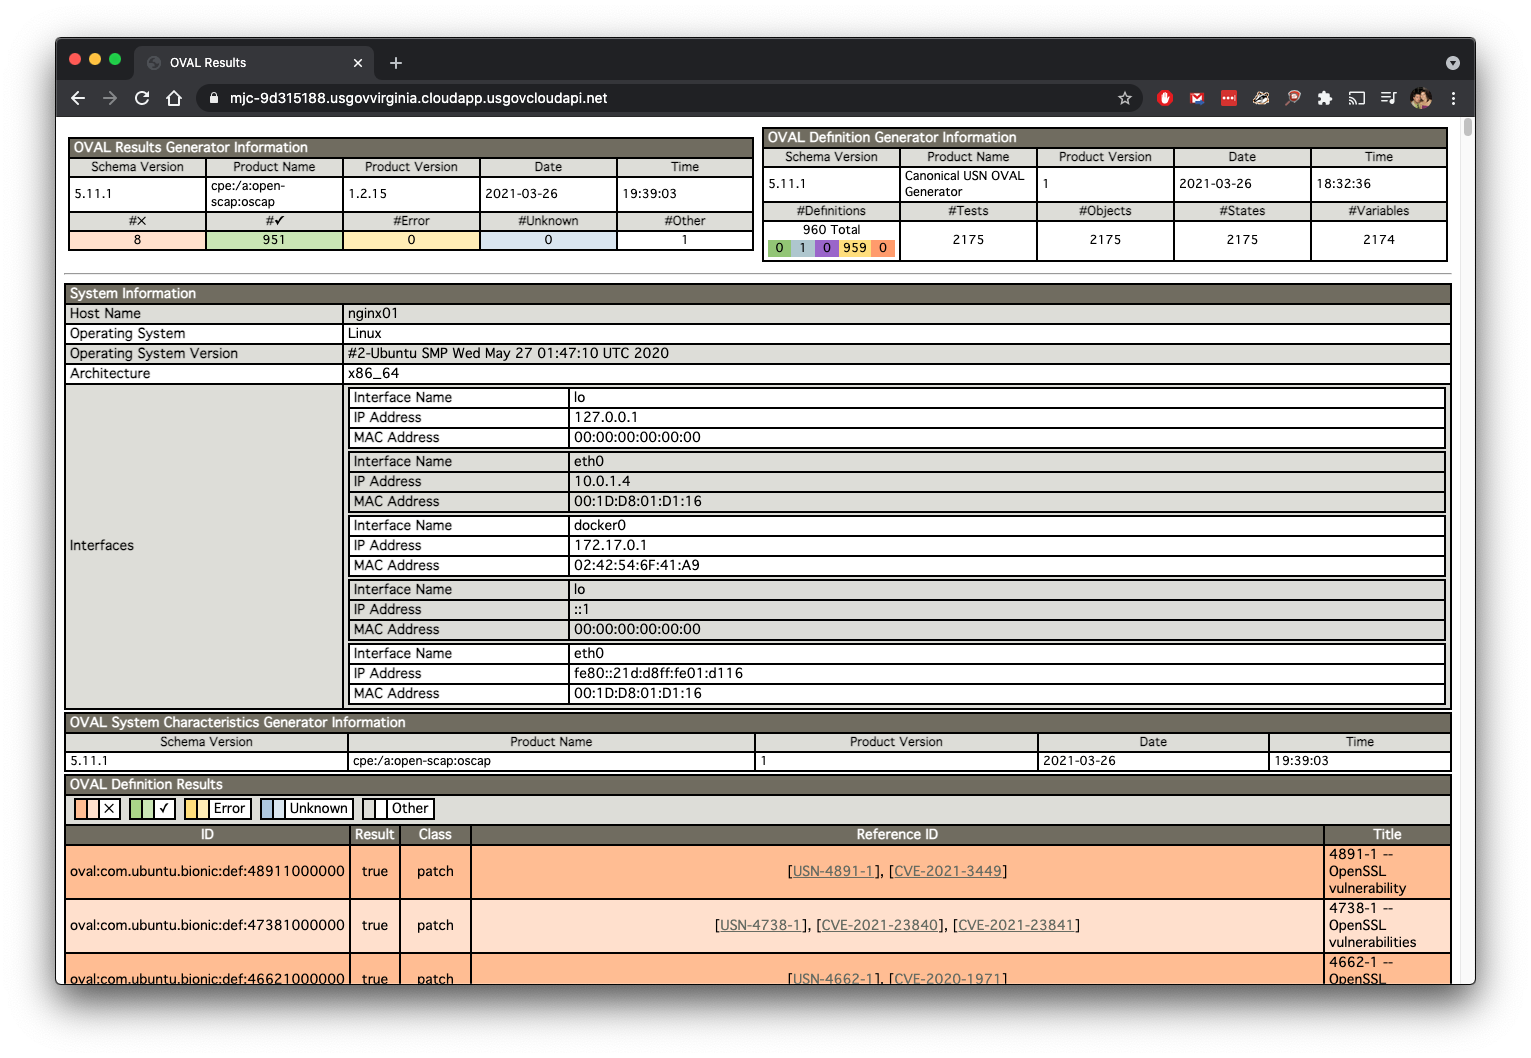 OVAL Results
mjc-9d315188.usgovvirginia.cloudapp.usgovcloudapi.net
OVAL Results Generator Information
Schema Version Product Name Product Version Date Time
5.11.1 cpe:/a:open-scap:oscap 1.2.15 2021-03-26 19:39:03
#✕ #✓ #Error #Unknown #Other
8 951 0 0 1
OVAL Definition Generator Information
Schema Version Product Name Product Version Date Time
5.11.1 Canonical USN OVAL Generator 1 2021-03-26 18:32:36
#Definitions #Tests #Objects #States #Variables
960 Total
0 1 0 959 0 2175 2175 2175 2174
System Information
Host Name nginx01
Operating System Linux
Operating System Version #2-Ubuntu SMP Wed May 27 01:47:10 UTC 2020
Architecture x86_64
Interfaces
Interface Name lo
IP Address 127.0.0.1
MAC Address 00:00:00:00:00:00
Interface Name eth0
IP Address 10.0.1.4
MAC Address 00:1D:D8:01:D1:16
Interface Name docker0
IP Address 172.17.0.1
MAC Address 02:42:54:6F:41:A9
Interface Name lo
IP Address ::1
MAC Address 00:00:00:00:00:00
Interface Name eth0
IP Address fe80::21d:d8ff:fe01:d116
MAC Address 00:1D:D8:01:D1:16
OVAL System Characteristics Generator Information
Schema Version Product Name Product Version Date Time
5.11.1 cpe:/a:open-scap:oscap 1 2021-03-26 19:39:03
OVAL Definition Results
✕ ✓ Error Unknown Other
ID Result Class Reference ID Title
oval:com.ubuntu.bionic:def:48911000000 true patch [USN-4891-1], [CVE-2021-3449] 4891-1 -- OpenSSL vulnerability
oval:com.ubuntu.bionic:def:47381000000 true patch [USN-4738-1], [CVE-2021-23840], [CVE-2021-23841] 4738-1 -- OpenSSL vulnerabilities
oval:com.ubuntu.bionic:def:46621000000 true patch [USN-4662-1], [CVE-2020-1971] 4662-1 -- OpenSSL